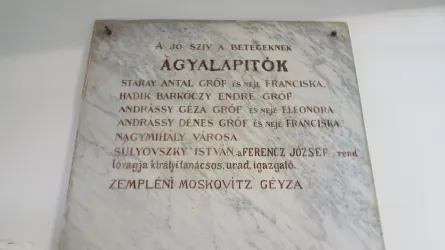 A JÓ SZIV A BETEGEKNEK
ÁGYALAPITÓK
SZTÁRAY ANTAL GRÓF ÉS NEJE FRANCISKA.
HADIK BARKÓCZY ENDRE GRÓF.
ANDRÁSSY GÉZA GRÓF ÉS NEJE ELEONORA
ANDRÁSSY DÉNES GRÓF ÉS NEJE FRANCISKA
NAGYMIHÁLY VÁROSA
SULYOVSZKY ISTVÁN, a FERENCZ JÓZSEF rend
lovagja királyi tanácsos, urad. igazgató.
ZEMPLÉNI MOSKOVITZ GÉYZA